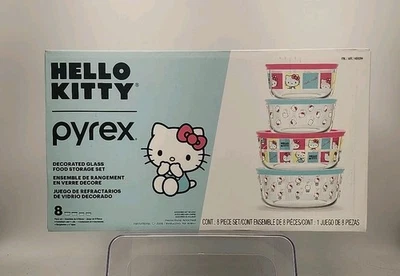 HELLO
KITTY
pyrex
DECORATED GLASS
FOOD STORAGE SET
ENSEMBLE DE RANGEMENT
EN VERRE DÉCORÉ
JUEGO DE REFRACTARIOS
DE VIDRIO DECORADO
8
CONT.: 8 PIECE SET/CONT ENSEMBLE DE 8 PIECES/CONT.: 1 JUEGO DE 8 PIEZAS